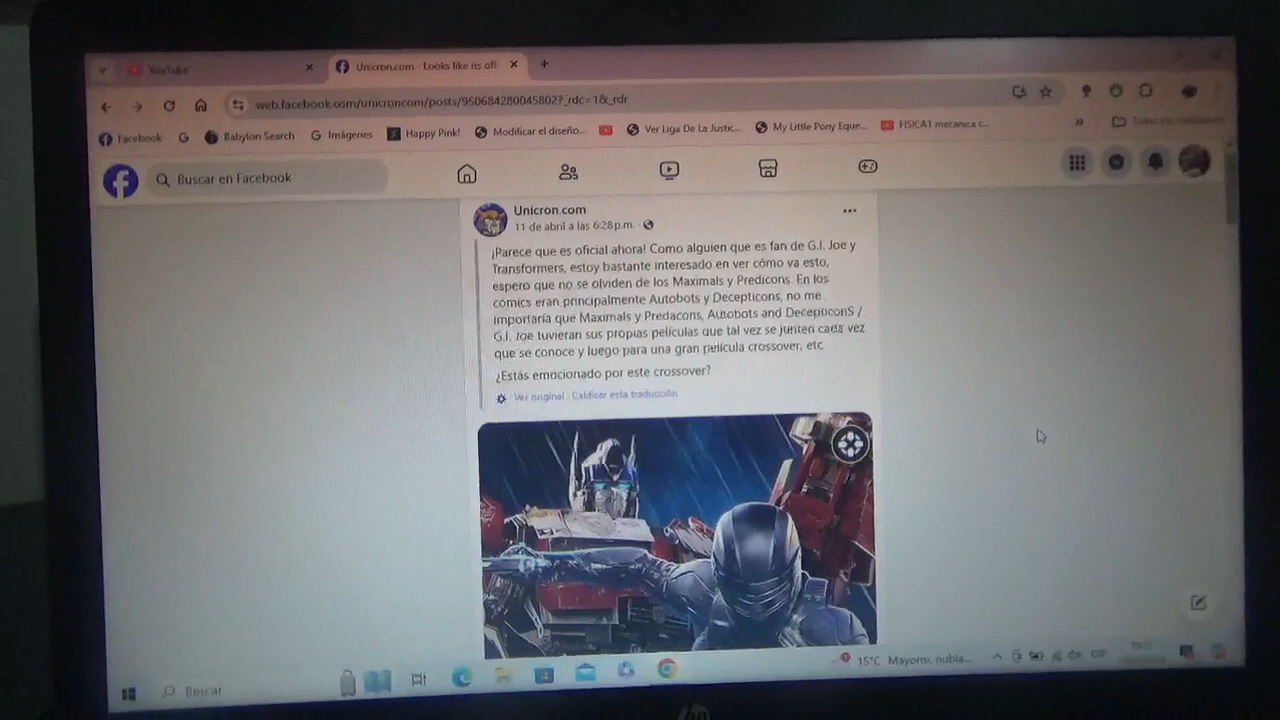 YouTube
Unicron.com - Looks like its off
web.facebook.com/unicroncom/posts/950684280045802?_rdc=1&_rdr
Facebook
G
Babylon Search
G Imágenes
Happy Pink!
Modificar el diseño...
Ver Liga De La Justic...
My Little Pony Eque...
FISICA1 mecanica c...
»
Buscar en Facebook
Unicron.com
11 de abril a las 6:28 p.m.
¡Parece que es oficial ahora! Como alguien que es fan de G.I. Joe y
Transformers, estoy bastante interesado en ver cómo va esto,
espero que no se olviden de los Maximals y Predicons. En los
cómics eran principalmente Autobots y Decepticons, no me
importaría que Maximals y Predacons, Autobots and DecepticonS /
G.I. Joe tuvieran sus propias películas que tal vez se junten cada vez
que se conoce y luego para una gran película crossover, etc
¿Estás emocionado por este crossover?
Ver original · Calificar esta traducción
15°C Mayorm. nubla...
ESP
Buscar
hp